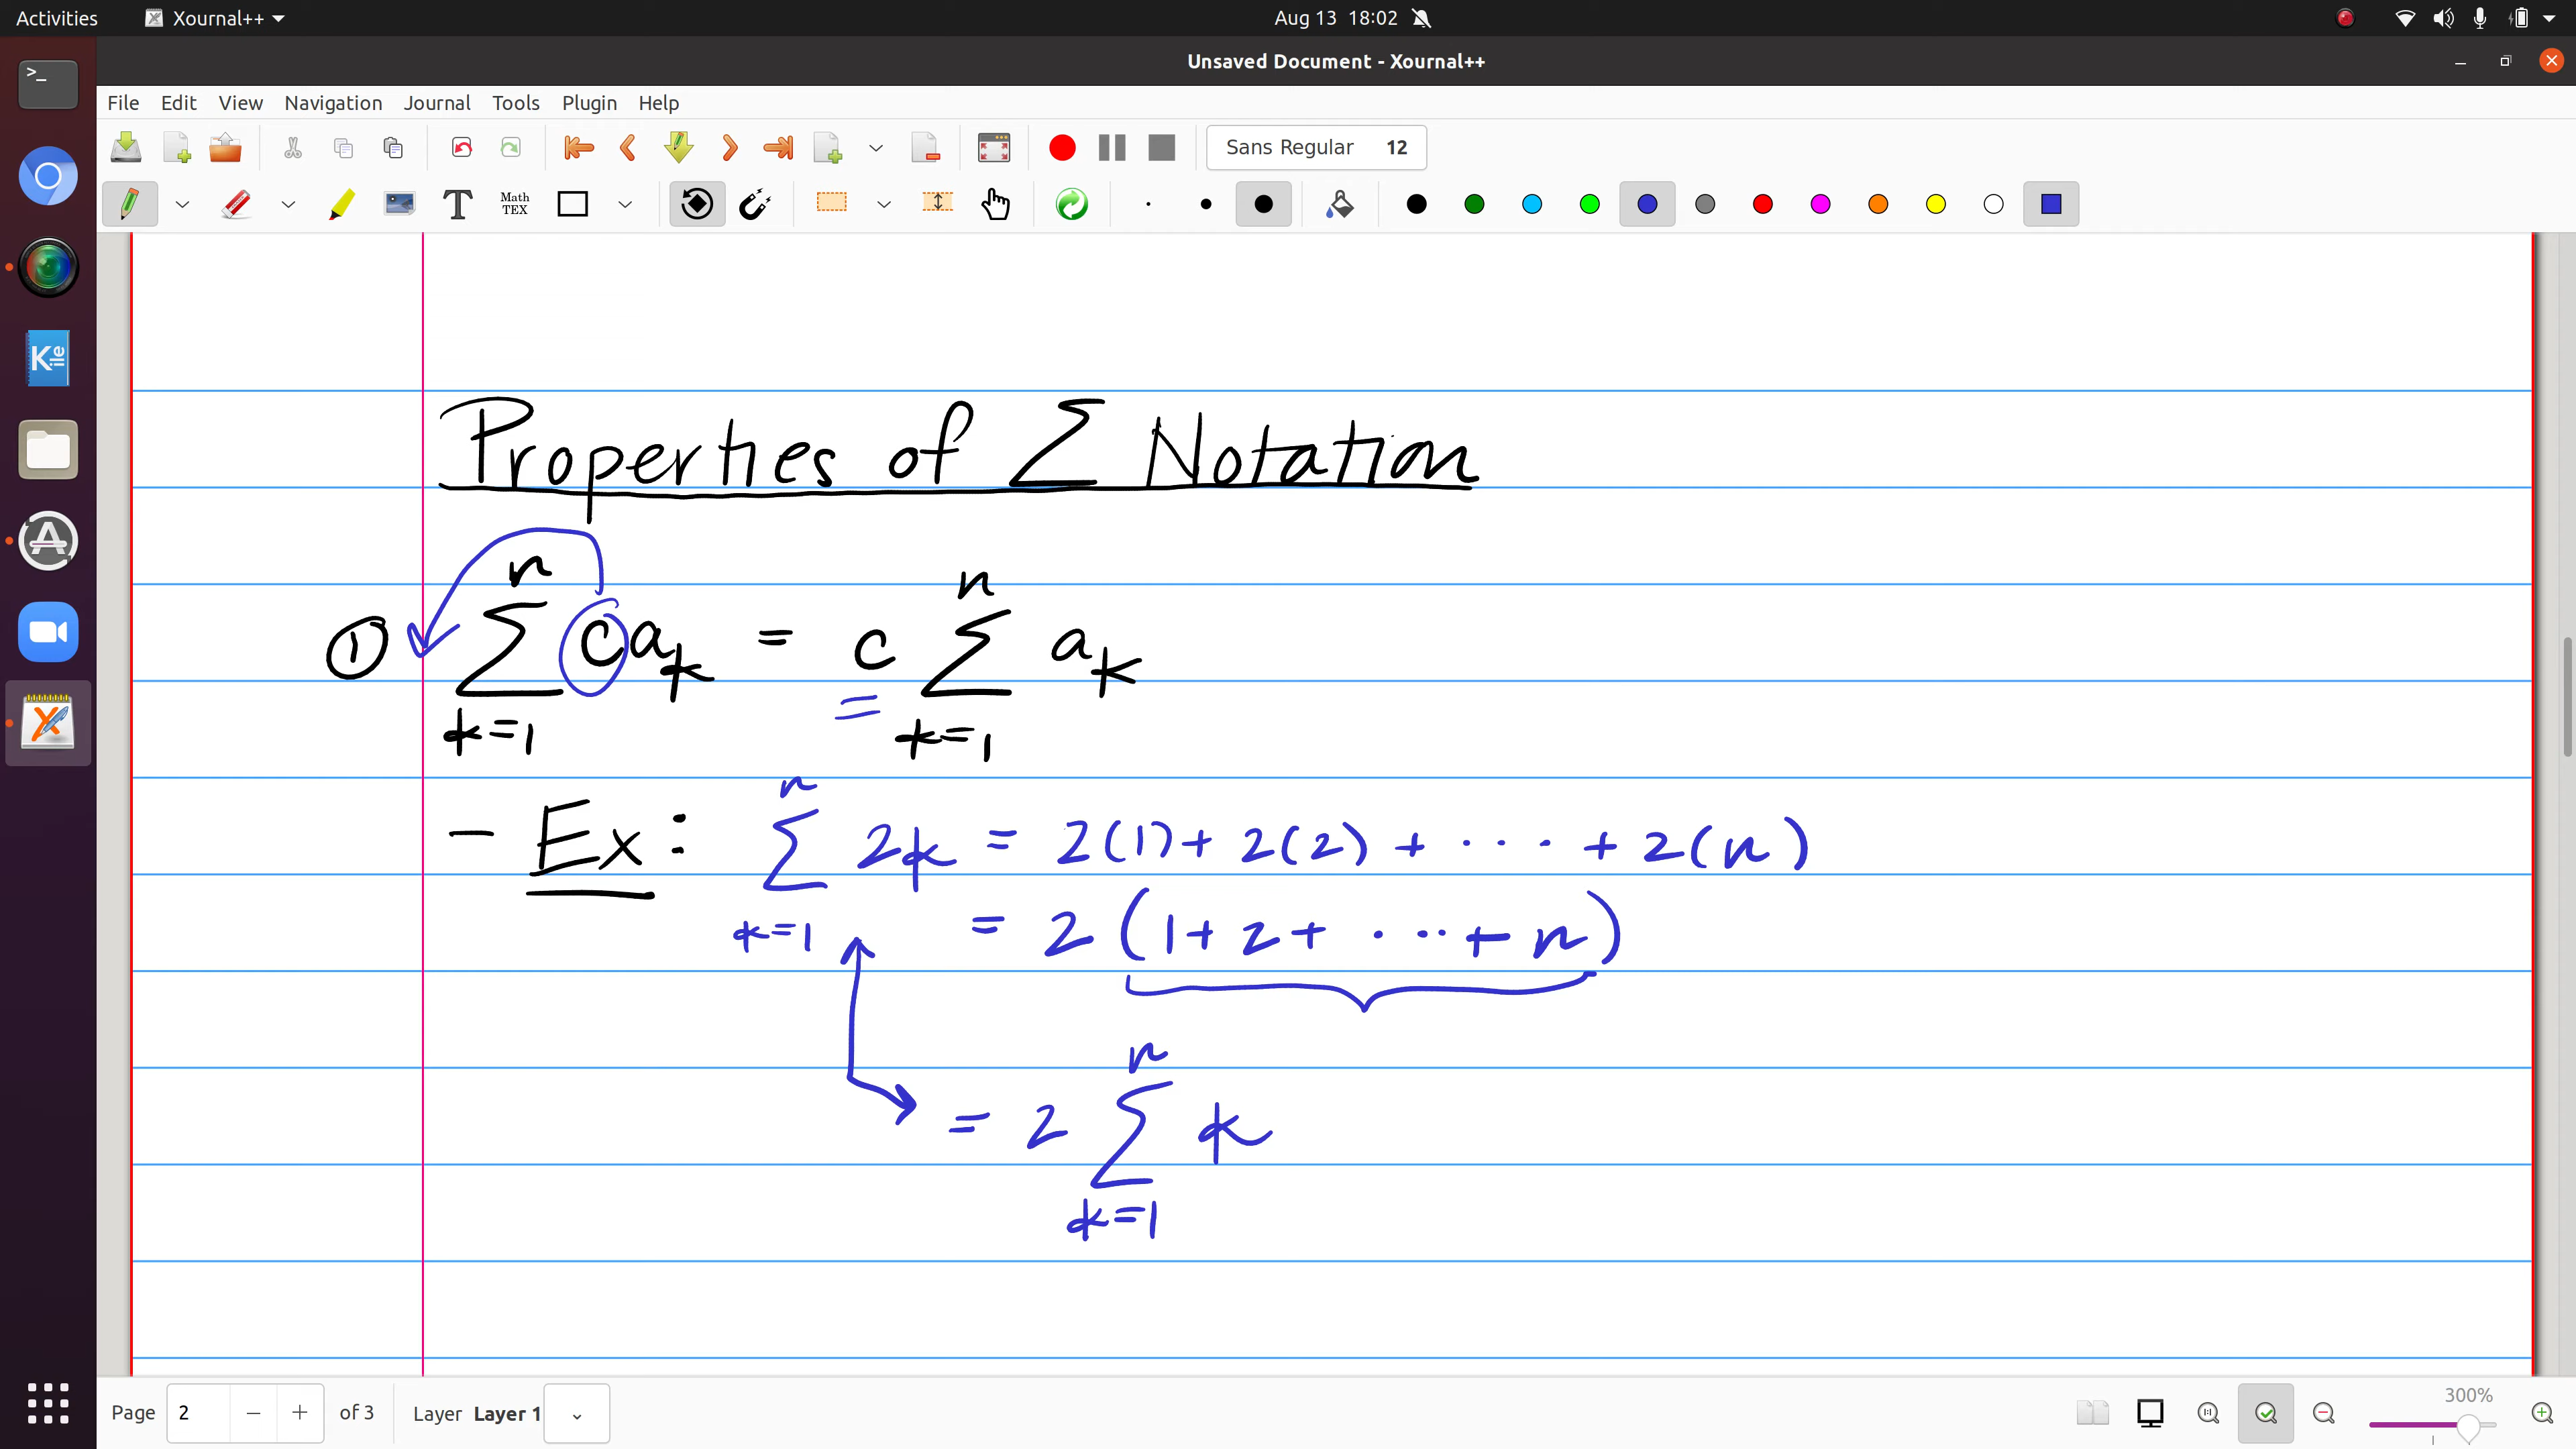 Activities Xournal++ Aug 13 18:02
Unsaved Document - Xournal++
File Edit View Navigation Journal Tools Plugin Help
Sans Regular 12
Math TEX
Properties of Σ Notation
① ∑_{k=1}^{n} ca_k = c ∑_{k=1}^{n} a_k
- Ex: ∑_{k=1}^{n} 2k = 2(1) + 2(2) + ... + 2(n)
= 2(1 + 2 + ... + n)
= 2 ∑_{k=1}^{n} k
Page 2 of 3 Layer Layer 1 300%